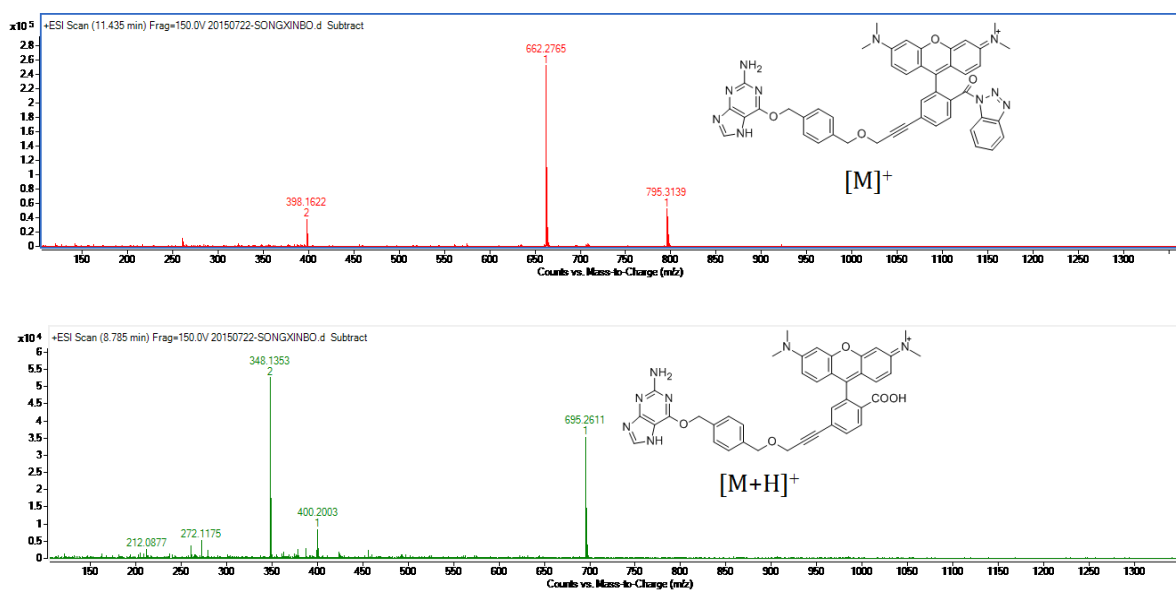 +ESI Scan (11.435 min) Frag=150.0V 20150722-SONGXINBO.d Subtract
x10⁵
2.8
2.6
2.4
2.2
2
1.8
1.6
1.4
1.2
1
0.8
0.6
0.4
0.2
0
398.1622
2
662.2765
1
795.3139
1
150 200 250 300 350 400 450 500 550 600 650 700 750 800 850 900 950 1000 1050 1100 1150 1200 1250 1300
Counts vs. Mass-to-Charge (m/z)
N O N⁺
NH₂
N N
N NH
O
O
O
N N N
[M]⁺
+ESI Scan (8.785 min) Frag=150.0V 20150722-SONGXINBO.d Subtract
x10⁴
6
5.5
5
4.5
4
3.5
3
2.5
2
1.5
1
0.5
0
212.0877
272.1175
348.1353
2
400.2003
1
695.2611
1
150 200 250 300 350 400 450 500 550 600 650 700 750 800 850 900 950 1000 1050 1100 1150 1200 1250 1300
Counts vs. Mass-to-Charge (m/z)
N O N⁺
NH₂
N N
N NH
O
O
COOH
[M+H]⁺